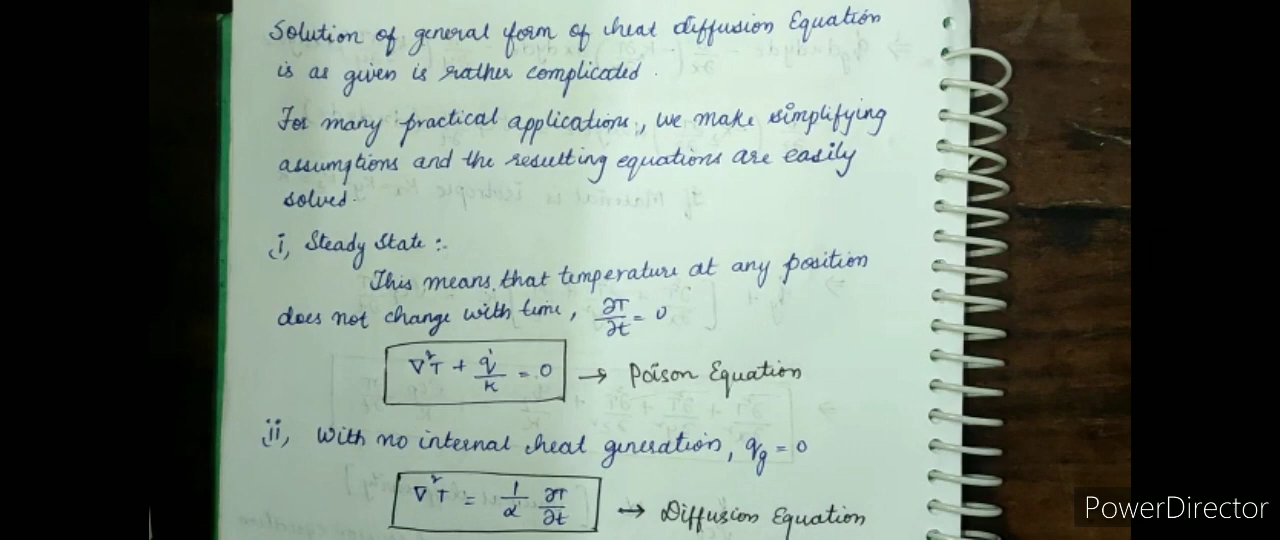 Solution of general form of heat diffusion Equation
is as given is rather complicated.
For many practical applications, we make simplifying
assumptions and the resulting equations are easily
solved.
i, Steady State :-
This means that temperature at any position
does not change with time, ∂T/∂t = 0
∇²T + q̇/k = 0 → Poison Equation
ii, With no internal heat generation, q_g = 0
∇²T = 1/α ∂T/∂t → Diffusion Equation
PowerDirector